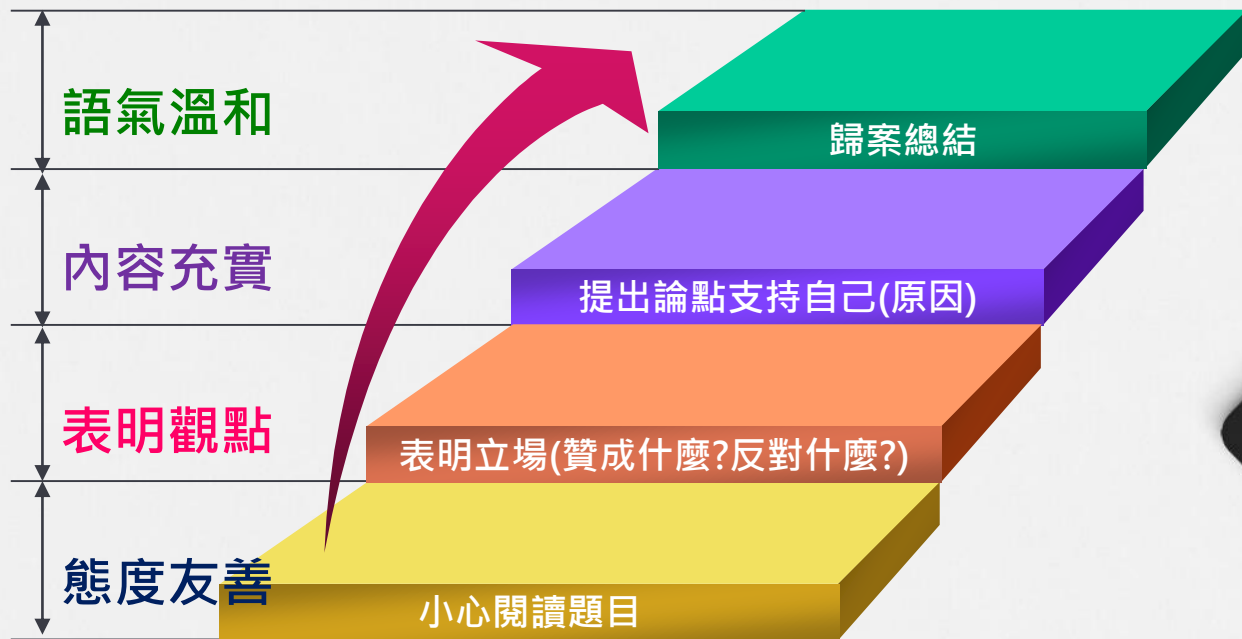 語氣溫和
歸案總結
內容充實
提出論點支持自己(原因)
表明觀點
表明立場(贊成什麼?反對什麼?)
態度友善
小心閱讀題目